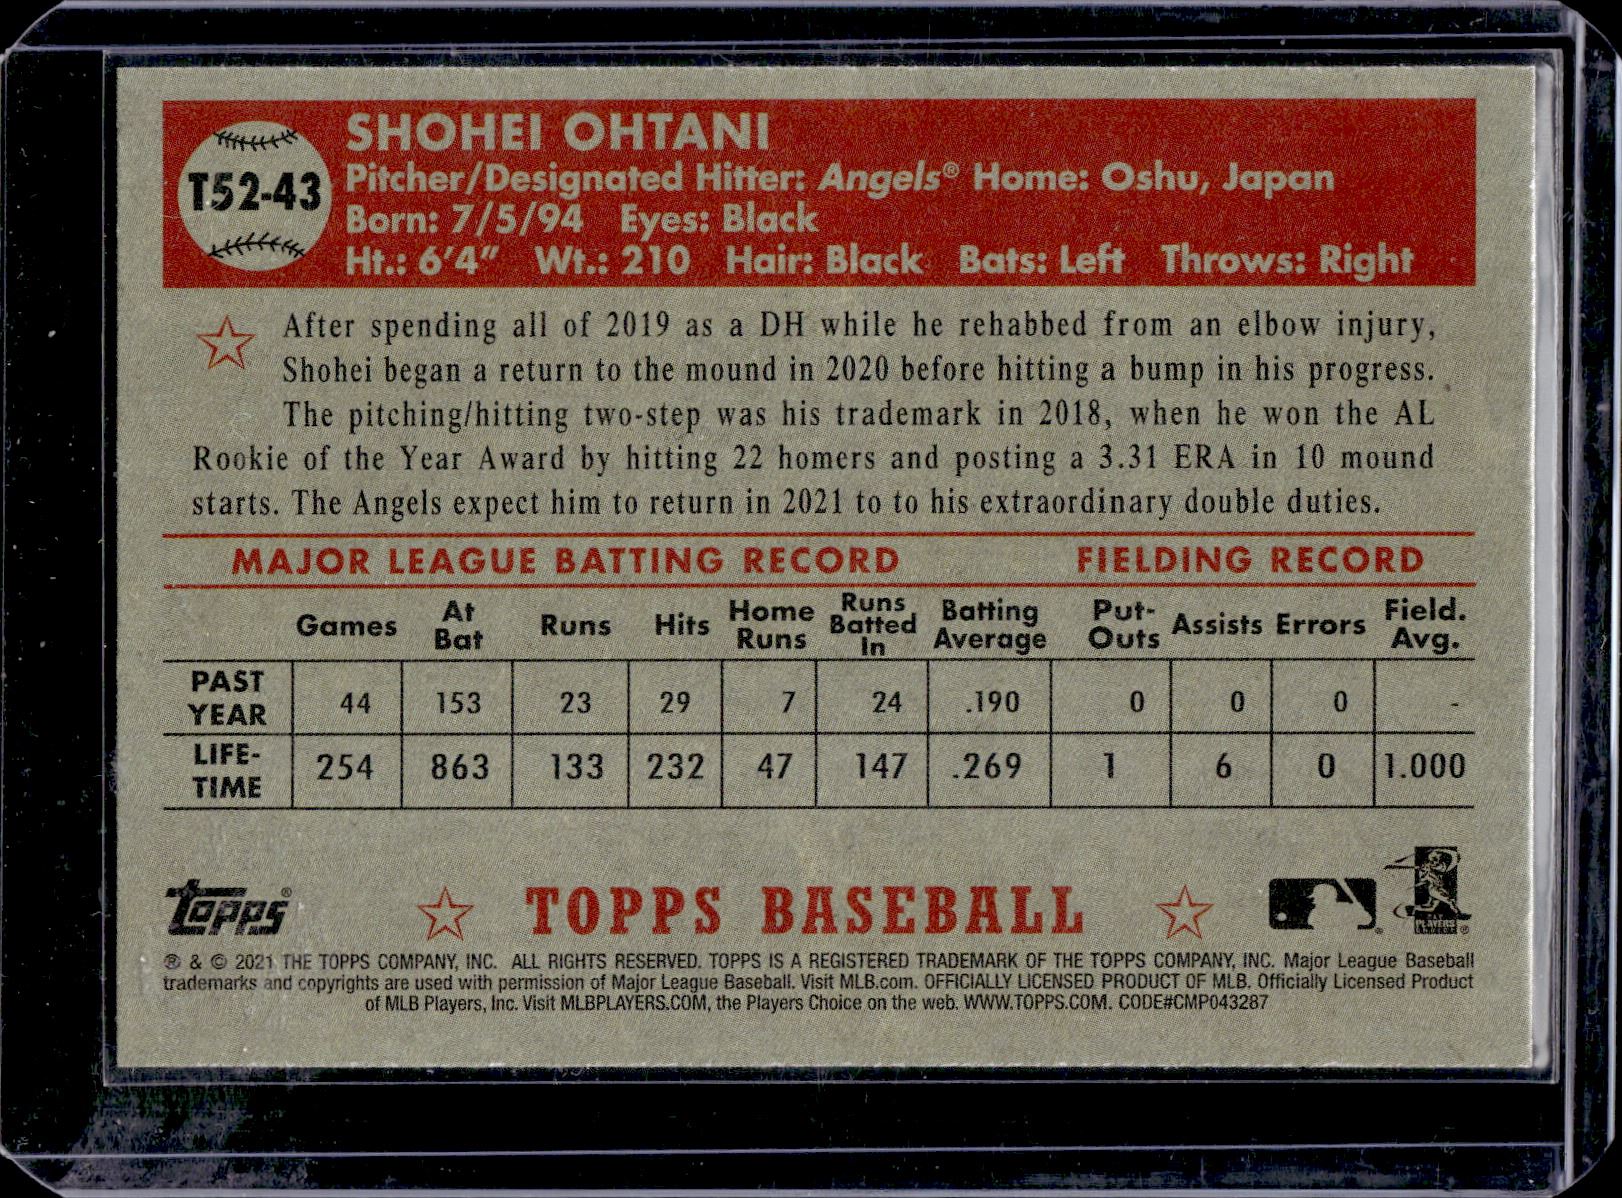 T52-43
SHOHEI OHTANI
Pitcher/Designated Hitter: Angels® Home: Oshu, Japan
Born: 7/5/94 Eyes: Black
Ht.: 6'4" Wt.: 210 Hair: Black Bats: Left Throws: Right
After spending all of 2019 as a DH while he rehabbed from an elbow injury,
Shohei began a return to the mound in 2020 before hitting a bump in his progress.
The pitching/hitting two-step was his trademark in 2018, when he won the AL
Rookie of the Year Award by hitting 22 homers and posting a 3.31 ERA in 10 mound
starts. The Angels expect him to return in 2021 to to his extraordinary double duties.
MAJOR LEAGUE BATTING RECORD FIELDING RECORD
Games At Bat Runs Hits Home Runs Runs Batted In Batting Average Put-Outs Assists Errors Field. Avg.
PAST YEAR 44 153 23 29 7 24 .190 0 0 0 -
LIFE-TIME 254 863 133 232 47 147 .269 1 6 0 1.000
topps® TOPPS BASEBALL
® & © 2021 THE TOPPS COMPANY, INC. ALL RIGHTS RESERVED. TOPPS IS A REGISTERED TRADEMARK OF THE TOPPS COMPANY, INC. Major League Baseball
trademarks and copyrights are used with permission of Major League Baseball. Visit MLB.com. OFFICIALLY LICENSED PRODUCT OF MLB. Officially Licensed Product
of MLB Players, Inc. Visit MLBPLAYERS.COM, the Players Choice on the web. WWW.TOPPS.COM. CODE#CMP043287